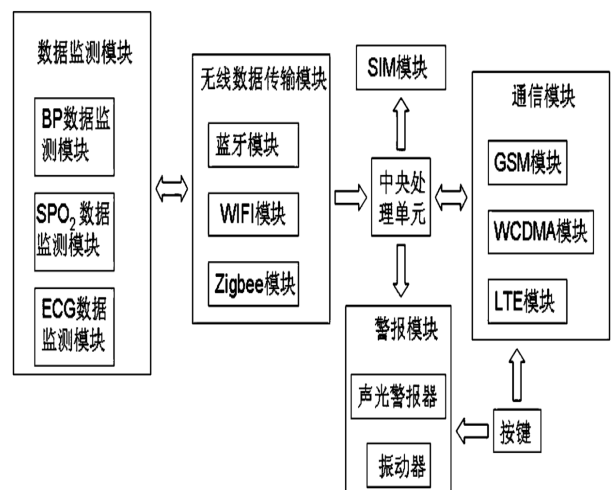 数据监测模块
BP数据监
测模块
SPO₂数据
监测模块
ECG数据
监测模块
无线数据传输模块
蓝牙模块
WIFI模块
Zigbee模块
SIM模块
中央处
理单元
警报模块
声光警报器
振动器
通信模块
GSM模块
WCDMA模块
LTE模块
按键